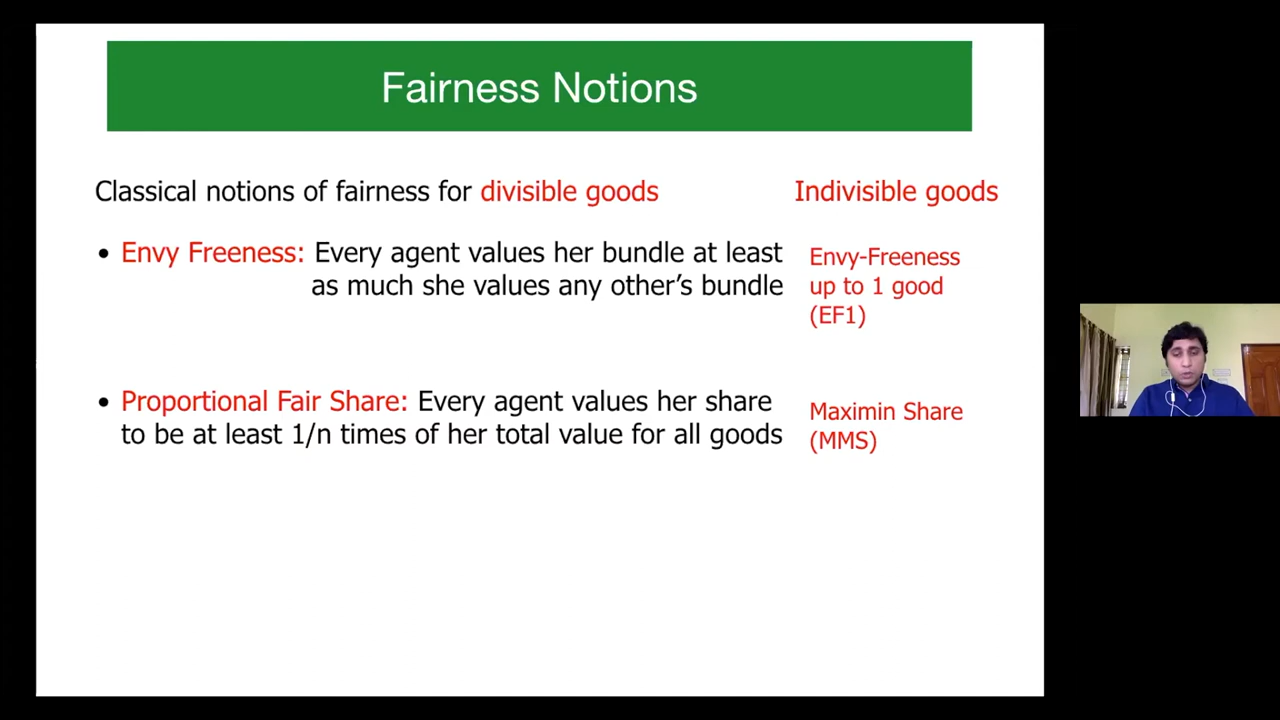 Fairness Notions
Classical notions of fairness for divisible goods
Indivisible goods
• Envy Freeness: Every agent values her bundle at least
as much she values any other's bundle
Envy-Freeness
up to 1 good
(EF1)
• Proportional Fair Share: Every agent values her share
to be at least 1/n times of her total value for all goods
Maximin Share
(MMS)